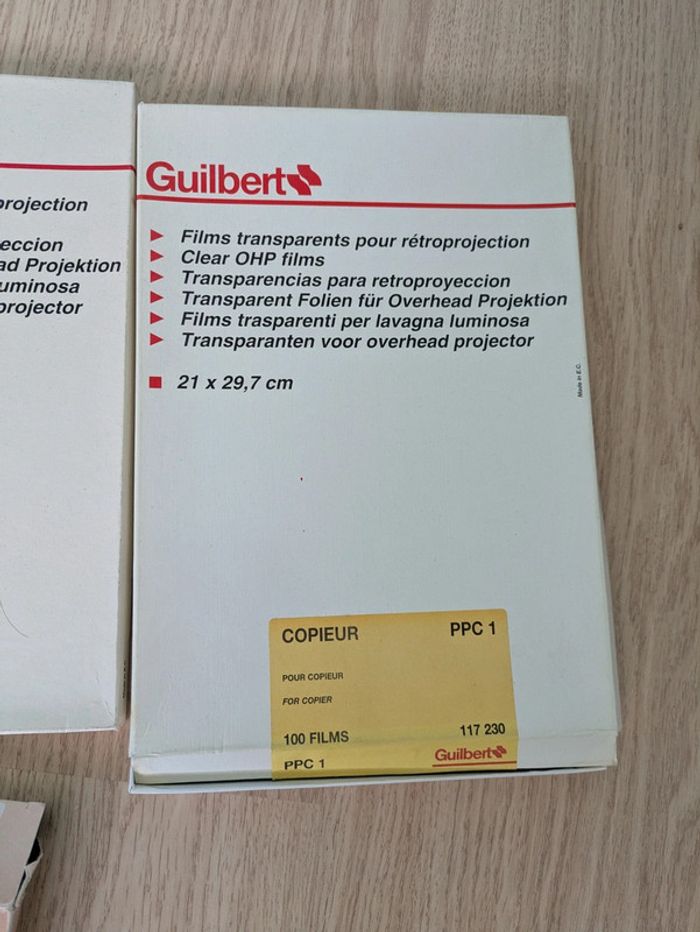 projection
eccion
ad Projektion
uminosa
projector
Guilbert
Films transparents pour rétroprojection
Clear OHP films
Transparencias para retroproyeccion
Transparent Folien für Overhead Projektion
Films trasparenti per lavagna luminosa
Transparanten voor overhead projector
21 x 29,7 cm
Made in E.C.
COPIEUR PPC 1
POUR COPIEUR
FOR COPIER
100 FILMS 117 230
PPC 1 Guilbert